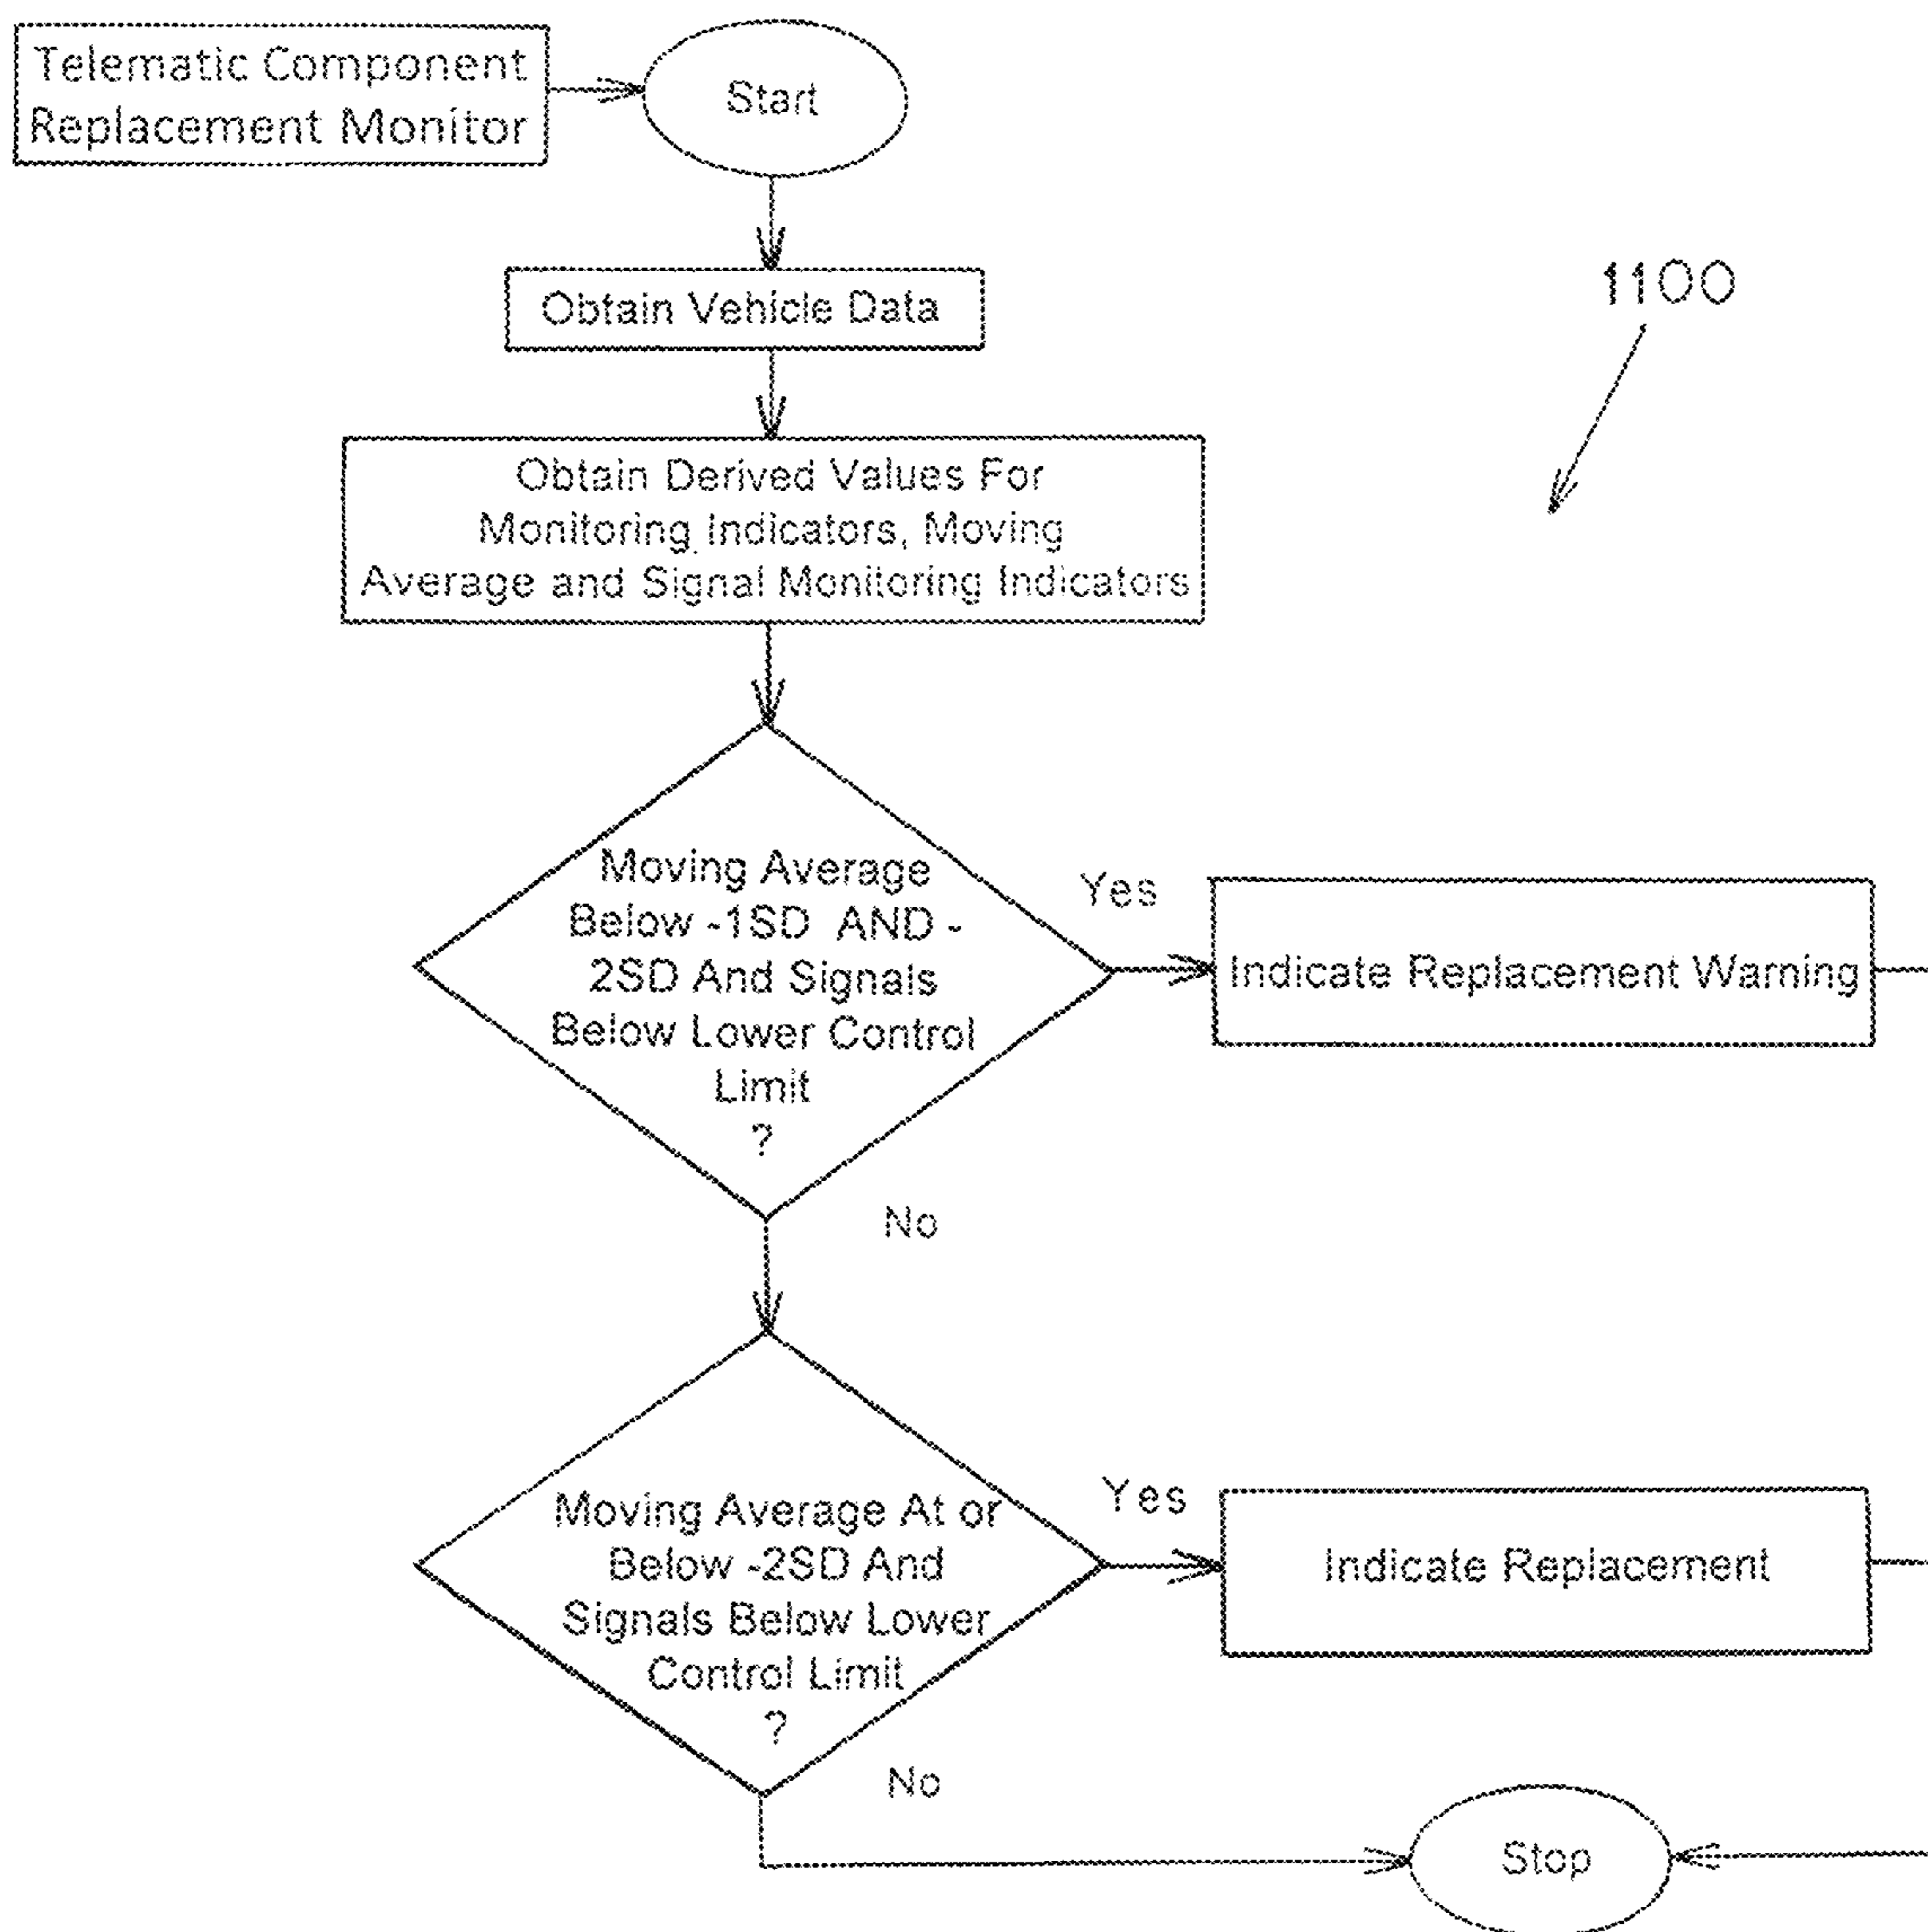 Telematic Component
Replacement Monitor
Start
Obtain Vehicle Data
1100
Obtain Derived Values For
Monitoring Indicators, Moving
Average and Signal Monitoring Indicators
Moving Average
Below -1SD AND -
2SD And Signals
Below Lower Control
Limit
?
Yes
Indicate Replacement Warning
No
Moving Average At or
Below -2SD And
Signals Below Lower
Control Limit
?
Yes
Indicate Replacement
No
Stop